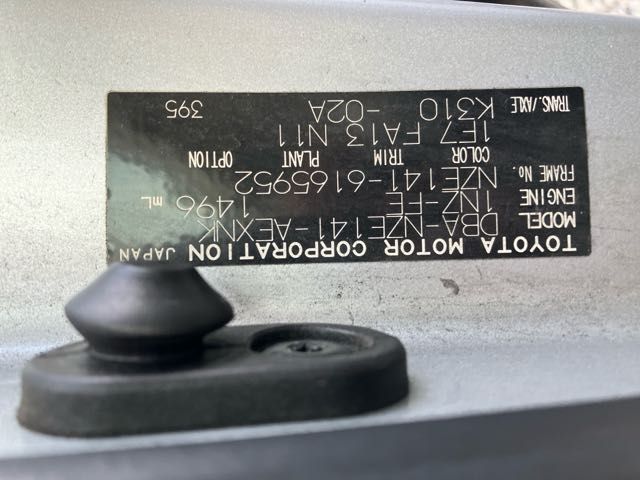 TOYOTA MOTOR CORPORATION JAPAN
MODEL DBA-NZE141-AEXNK
ENGINE 1NZ-FE 1496 mL
FRAME No. NZE141-6165952
COLOR TRIM PLANT OPTION
1E7 FA13 N11
TRANS./AXLE K310 -02A 395